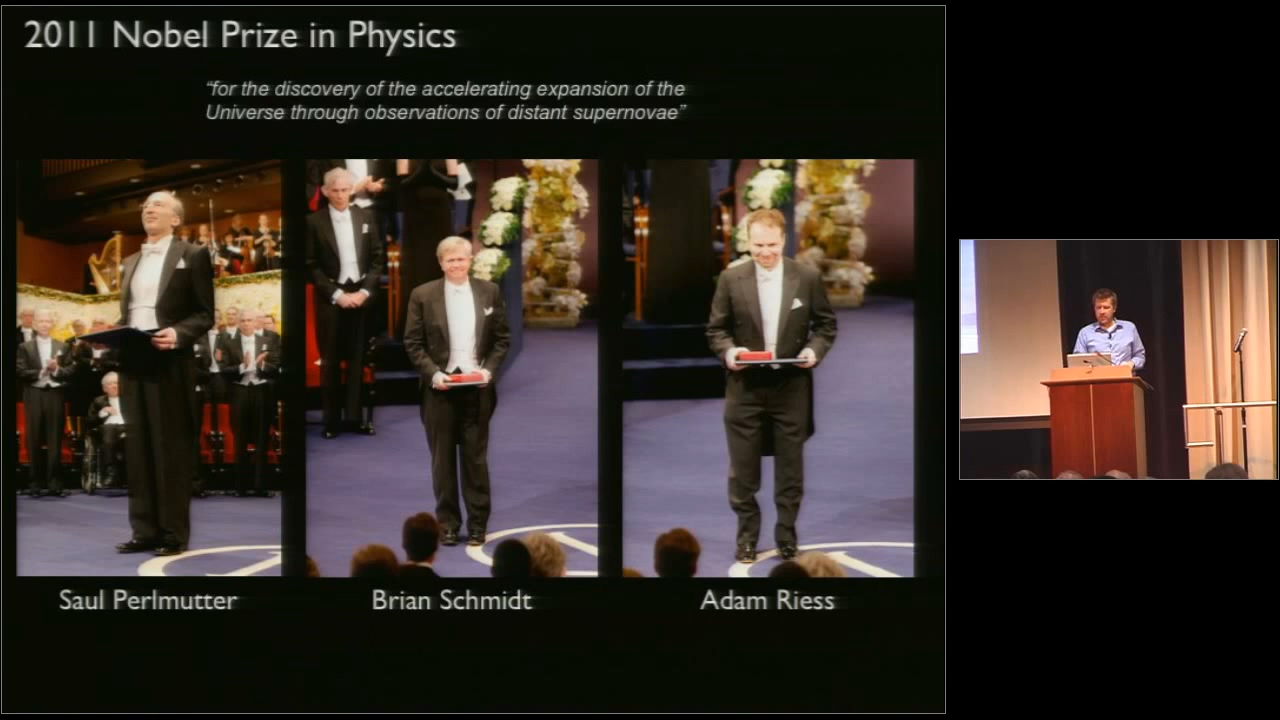 2011 Nobel Prize in Physics
“for the discovery of the accelerating expansion of the
Universe through observations of distant supernovae”
Saul Perlmutter
Brian Schmidt
Adam Riess